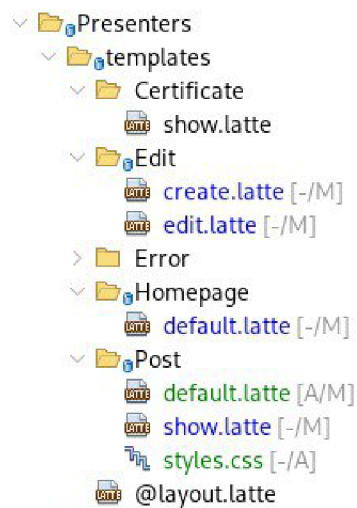 Presenters
templates
Certificate
show.latte
Edit
create.latte [-/M]
edit.latte [-/M]
Error
Homepage
default.latte [-/M]
Post
default.latte [A/M]
show.latte [-/M]
styles.css [-/A]
@layout.latte